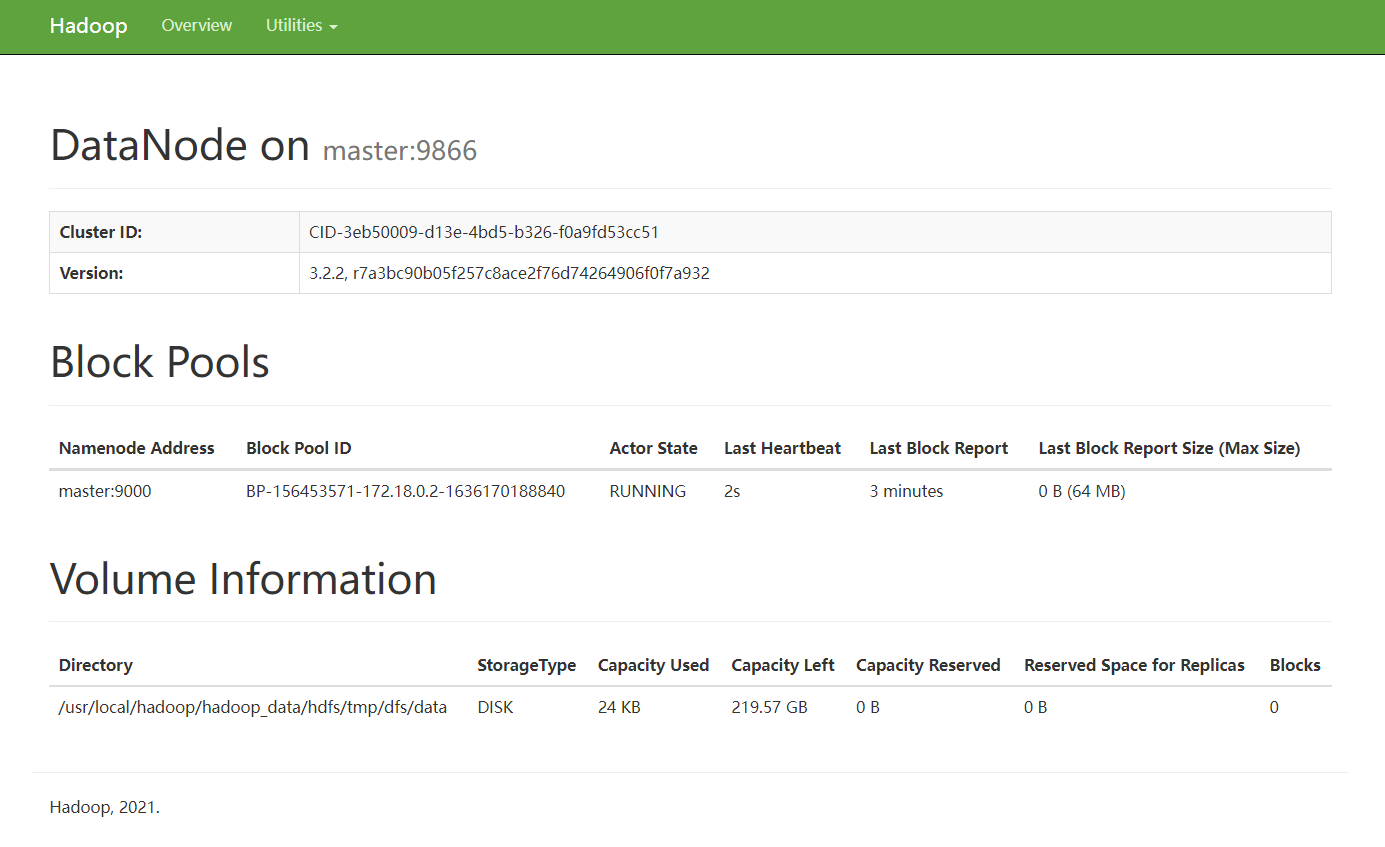 Hadoop Overview Utilities
DataNode on master:9866
Cluster ID: CID-3eb50009-d13e-4bd5-b326-f0a9fd53cc51
Version: 3.2.2, r7a3bc90b05f257c8ace2f76d74264906f0f7a932
Block Pools
Namenode Address Block Pool ID Actor State Last Heartbeat Last Block Report Last Block Report Size (Max Size)
master:9000 BP-156453571-172.18.0.2-1636170188840 RUNNING 2s 3 minutes 0 B (64 MB)
Volume Information
Directory StorageType Capacity Used Capacity Left Capacity Reserved Reserved Space for Replicas Blocks
/usr/local/hadoop/hadoop_data/hdfs/tmp/dfs/data DISK 24 KB 219.57 GB 0 B 0 B 0
Hadoop, 2021.